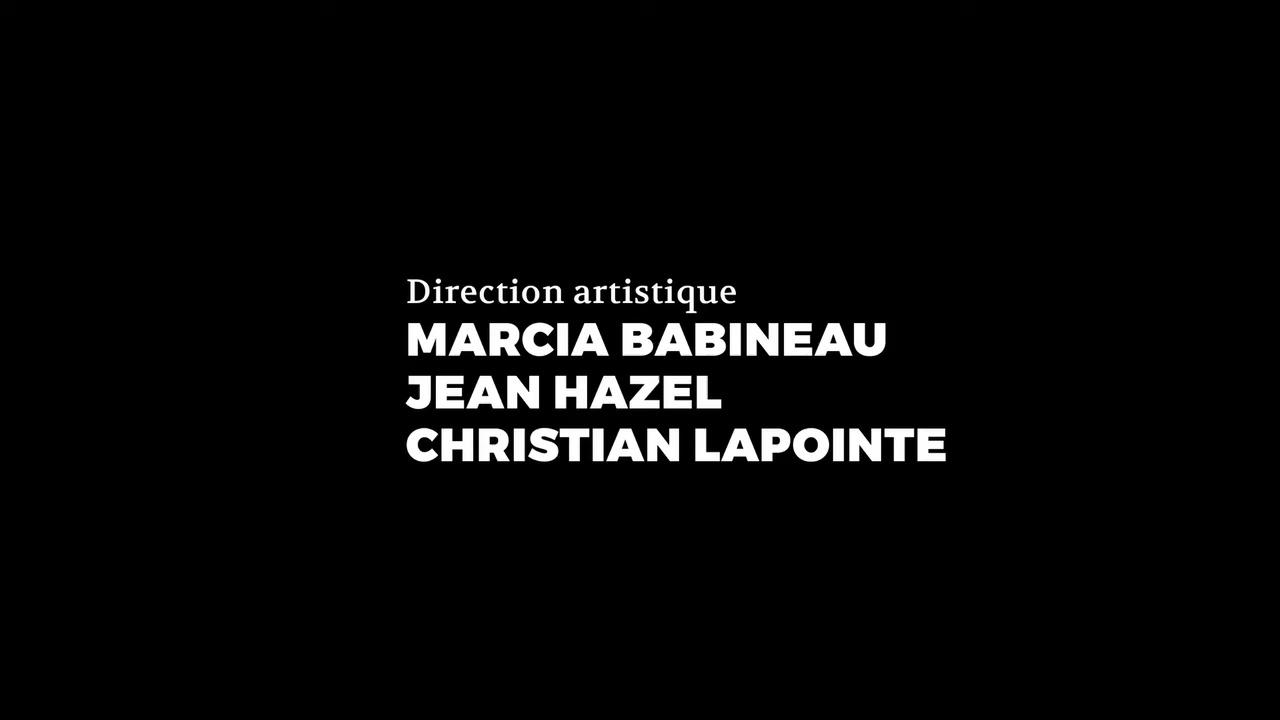 Direction artistique
MARCIA BABINEAU
JEAN HAZEL
CHRISTIAN LAPOINTE